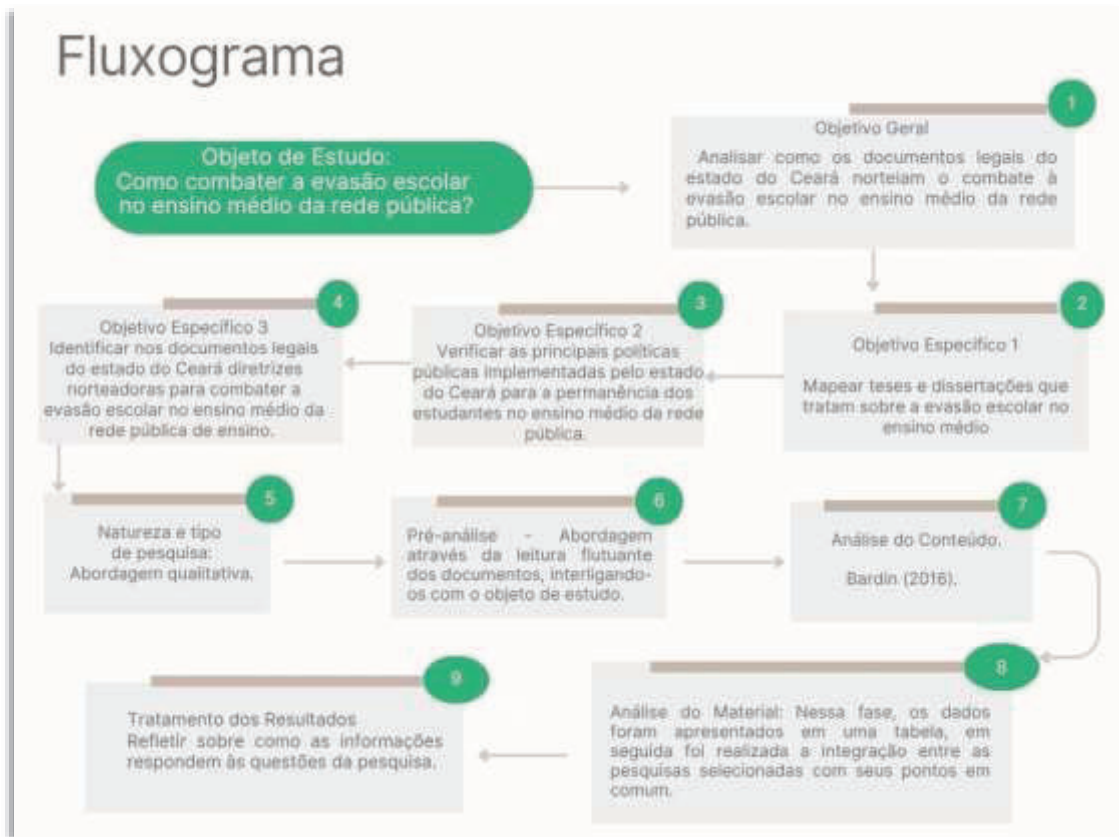 Fluxograma
Objeto de Estudo:
Como combater a evasão escolar
no ensino médio da rede pública?
1
Objetivo Geral
Analisar como os documentos legais do
estado do Ceará norteiam o combate à
evasão escolar no ensino médio da rede
pública.
2
Objetivo Específico 1
Mapear teses e dissertações que
tratam sobre a evasão escolar no
ensino médio
3
Objetivo Específico 2
Verificar as principais políticas
públicas implementadas pelo estado
do Ceará para a permanência dos
estudantes no ensino médio da rede
pública.
4
Objetivo Específico 3
Identificar nos documentos legais
do estado do Ceará diretrizes
norteadoras para combater a
evasão escolar no ensino médio da
rede pública de ensino.
5
Natureza e tipo
de pesquisa:
Abordagem qualitativa.
6
Pré-análise - Abordagem
através da leitura flutuante
dos documentos, interligando-
os com o objeto de estudo.
7
Análise do Conteúdo.
Bardin (2016).
8
Análise do Material: Nessa fase, os dados
foram apresentados em uma tabela, em
seguida foi realizada a integração entre as
pesquisas selecionadas com seus pontos em
comum.
9
Tratamento dos Resultados
Refletir sobre como as informações
respondem às questões da pesquisa.